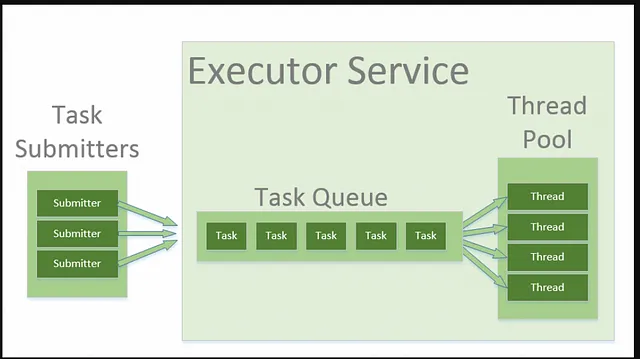 Executor Service
Task
Submitters
Submitter
Submitter
Submitter
Task Queue
Task Task Task Task Task
Thread
Pool
Thread
Thread
Thread
Thread